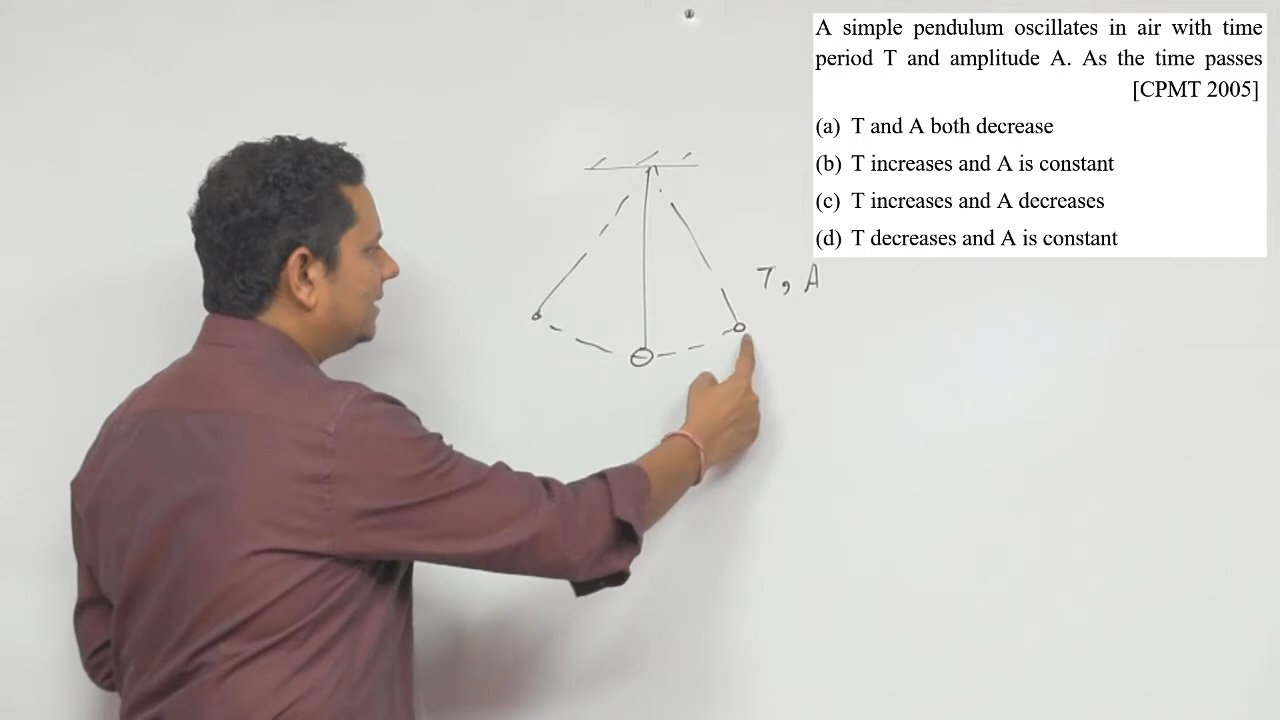 A simple pendulum oscillates in air with time
period T and amplitude A. As the time passes
[CPMT 2005]
(a) T and A both decrease
(b) T increases and A is constant
(c) T increases and A decreases
(d) T decreases and A is constant
T, A